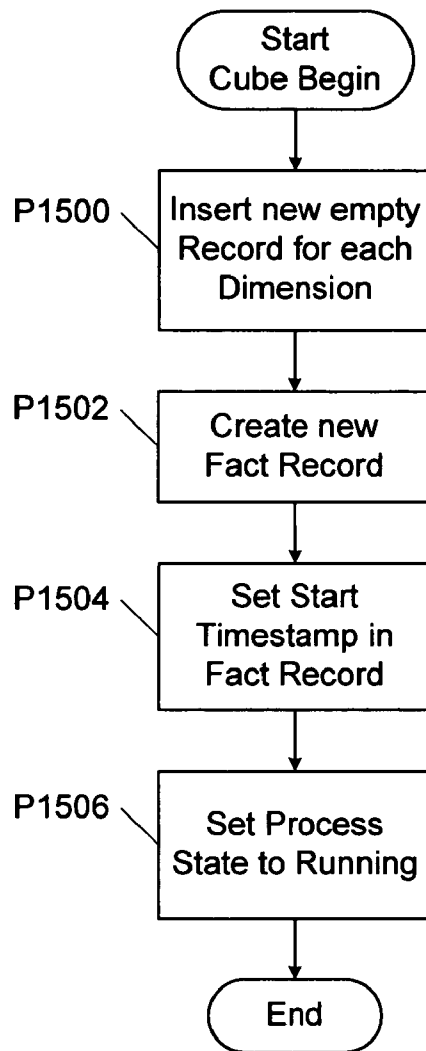 Start
Cube Begin
P1500
Insert new empty
Record for each
Dimension
P1502
Create new
Fact Record
P1504
Set Start
Timestamp in
Fact Record
P1506
Set Process
State to Running
End